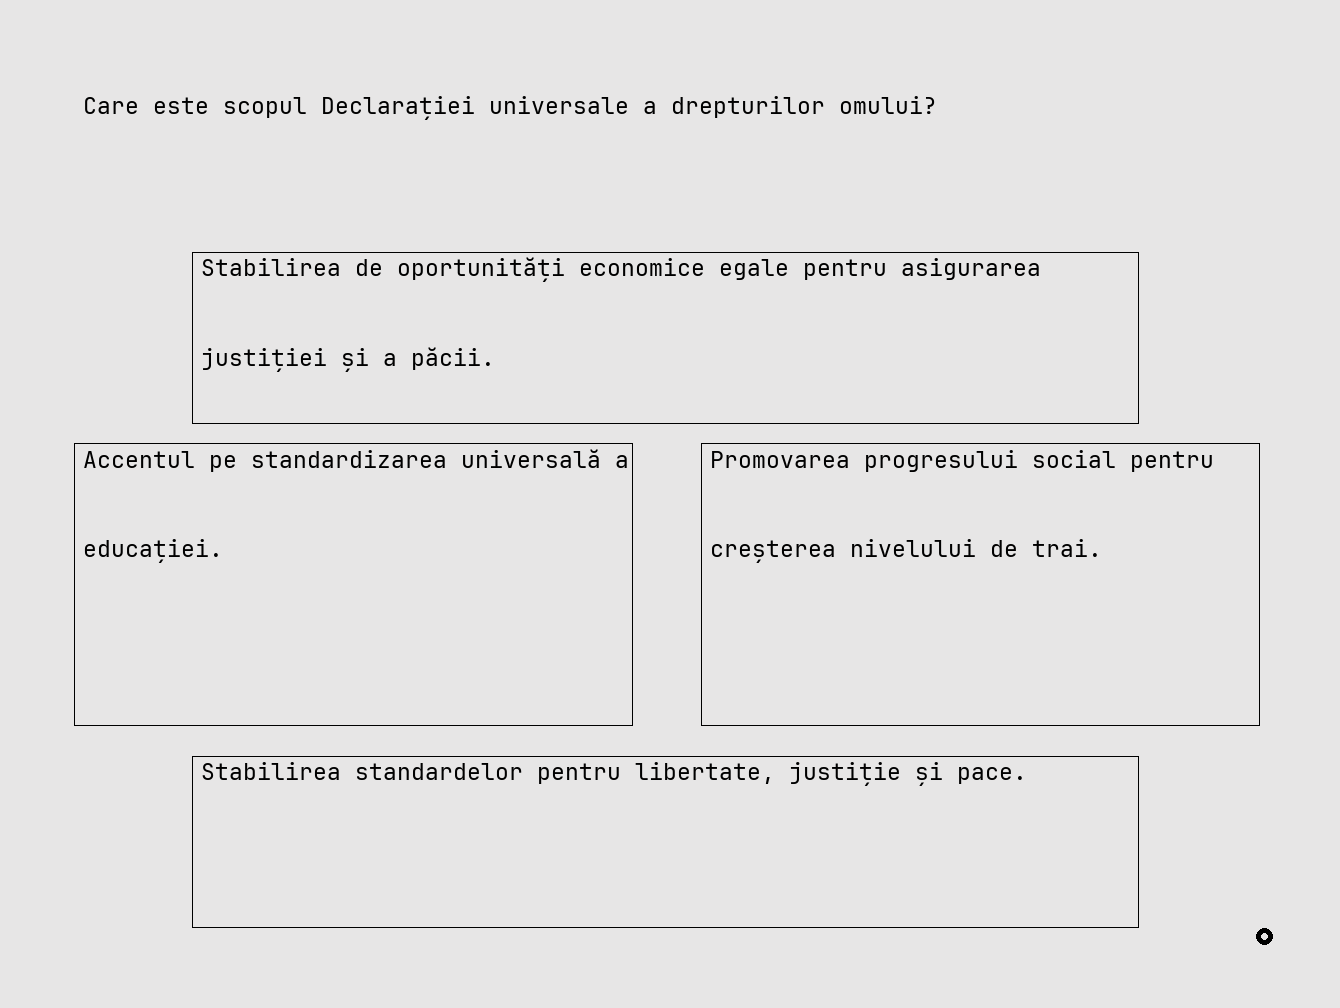 Care este scopul Declarației universale a drepturilor omului?
Stabilirea de oportunități economice egale pentru asigurarea
justiției și a păcii.
Accentul pe standardizarea universală a
educației.
Promovarea progresului social pentru
creșterea nivelului de trai.
Stabilirea standardelor pentru libertate, justiție și pace.